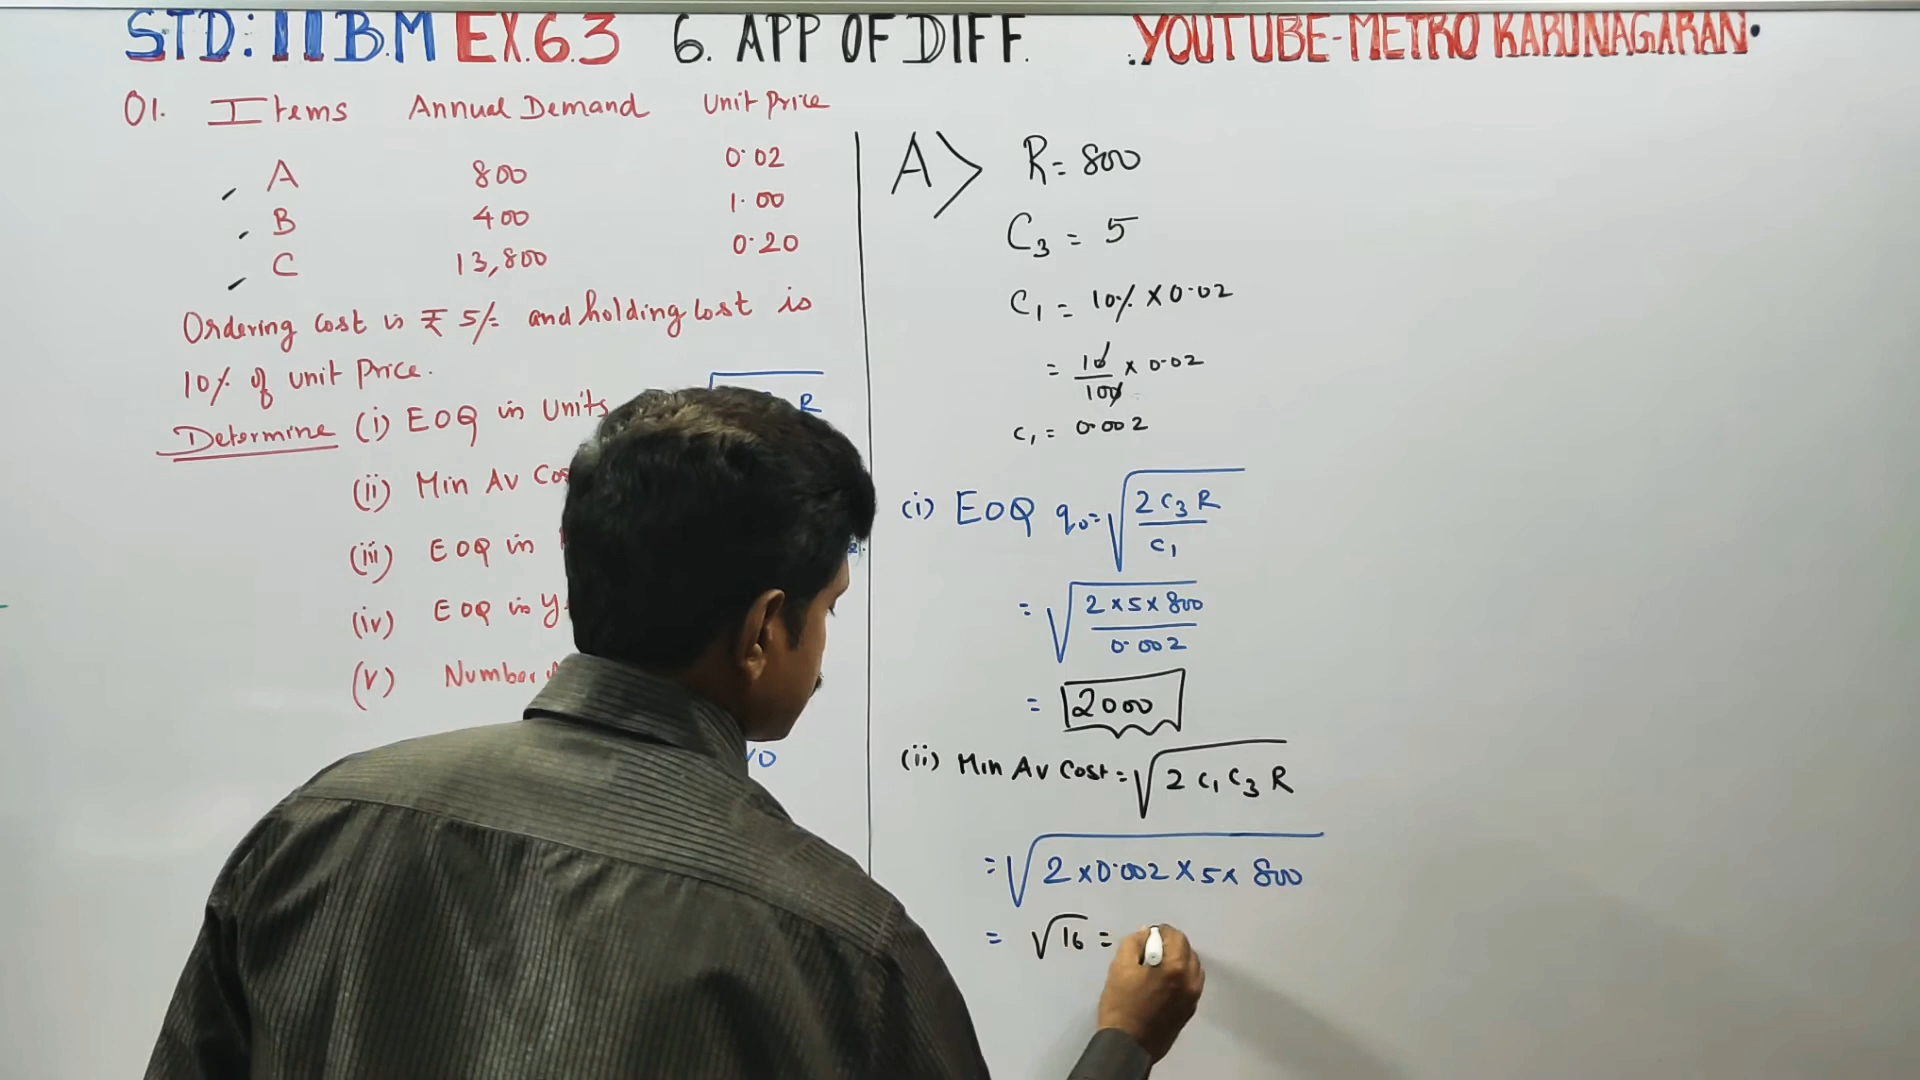 STD: 11 B.M EX.6.3 6. APP OF DIFF. YOUTUBE-METRO KARUNAGARAN
01. Items Annual Demand Unit Price
A 800 0.02
B 400 1.00
C 13,800 0.20
Ordering Cost is ₹ 5/- and holding Cost is
10% of unit Price.
Determine (i) EOQ in Units
R
(ii) Min Av Cos
(iii) EOQ in
(iv) EOQ in Y
(v) Number
A> R = 800
C3 = 5
C1 = 10% × 0.02
= 10/100 × 0.02
C1 = 0.002
(i) EOQ q0 = √ 2 C3 R / C1
= √ 2 × 5 × 800 / 0.002
= 2000
(ii) Min Av Cost = √ 2 C1 C3 R
= √ 2 × 0.002 × 5 × 800
= √16 =